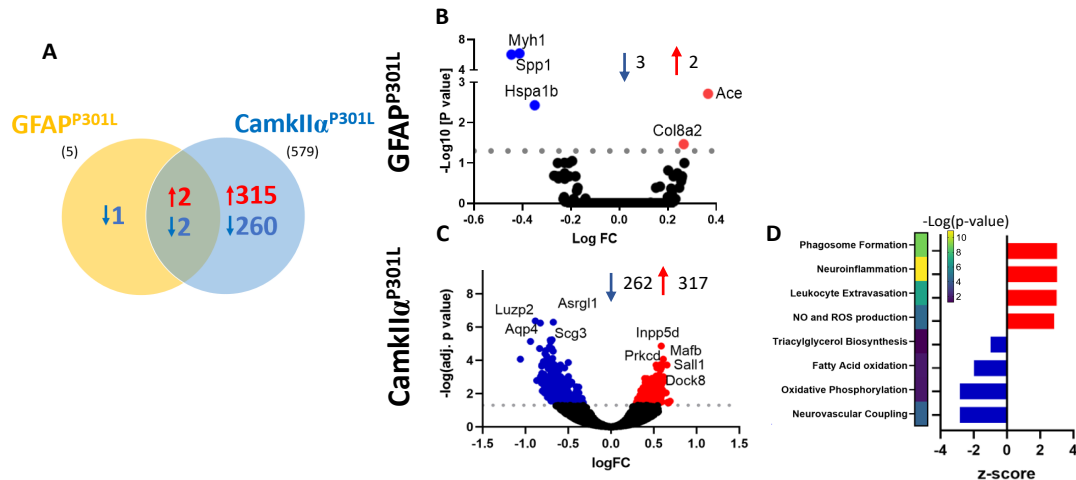 A
GFAP^P301L
CamkIIα^P301L
(5)
(579)
↓1
↑2
↓2
↑315
↓260
B
GFAP^P301L
-Log10 [P value]
8
6
4
3
2
1
0
Myh1
Spp1
Hspa1b
↓ 3
↑ 2
Ace
Col8a2
-0.6 -0.4 -0.2 0.0 0.2 0.4
Log FC
C
CamkIIα^P301L
-log(adj. p value)
8
6
4
2
0
Luzp2
Asrgl1
Aqp4
Scg3
↓ 262
↑ 317
Inpp5d
Prkcd
Mafb
Sall1
Dock8
-1.5 -1.0 -0.5 0.0 0.5 1.0 1.5
logFC
D
-Log(p-value)
10
8
6
4
2
Phagosome Formation
Neuroinflammation
Leukocyte Extravasation
NO and ROS production
Triacylglycerol Biosynthesis
Fatty Acid oxidation
Oxidative Phosphorylation
Neurovascular Coupling
-4 -2 0 2 4
z-score